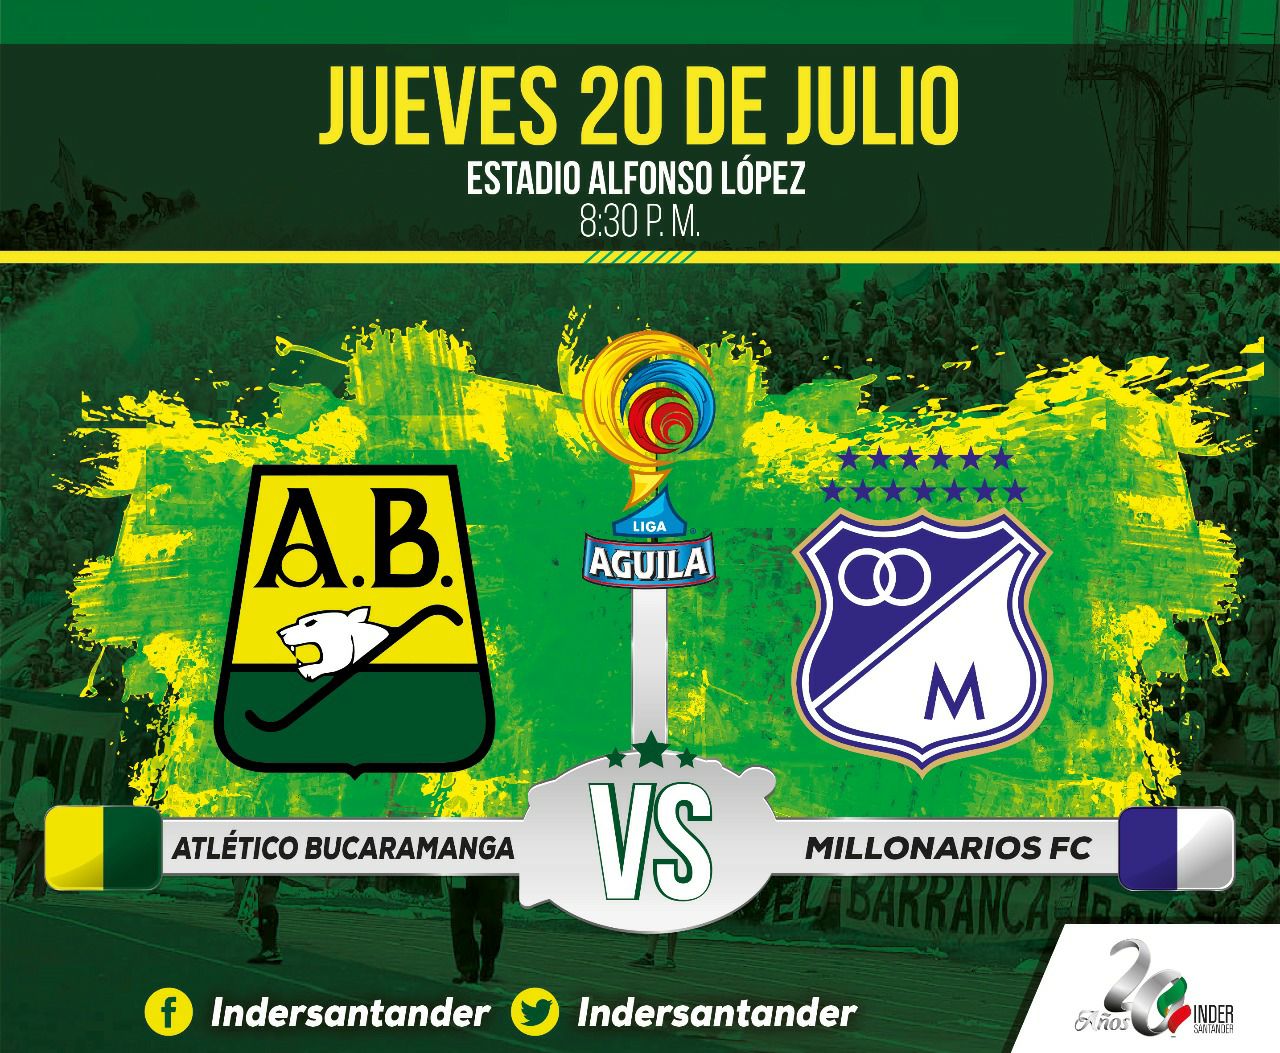 JUEVES 20 DE JULIO
ESTADIO ALFONSO LÓPEZ
8:30 P. M.
LIGA
AGUILA
A.B.
M
VS
ATLÉTICO BUCARAMANGA
MILLONARIOS FC
BARRANCA
Indersantander
Indersantander
20
Años
INDER
SANTANDER